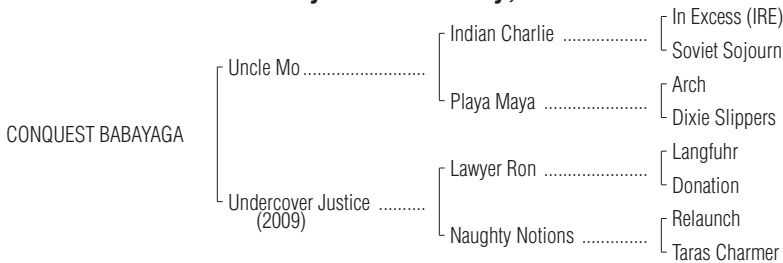 In Excess (IRE)
Indian Charlie ..................
Soviet Sojourn
Uncle Mo .........................
Arch
Playa Maya ......................
Dixie Slippers
CONQUEST BABAYAGA
Langfuhr
Lawyer Ron ......................
Donation
Undercover Justice ..........
(2009)
Relaunch
Naughty Notions ..............
Taras Charmer